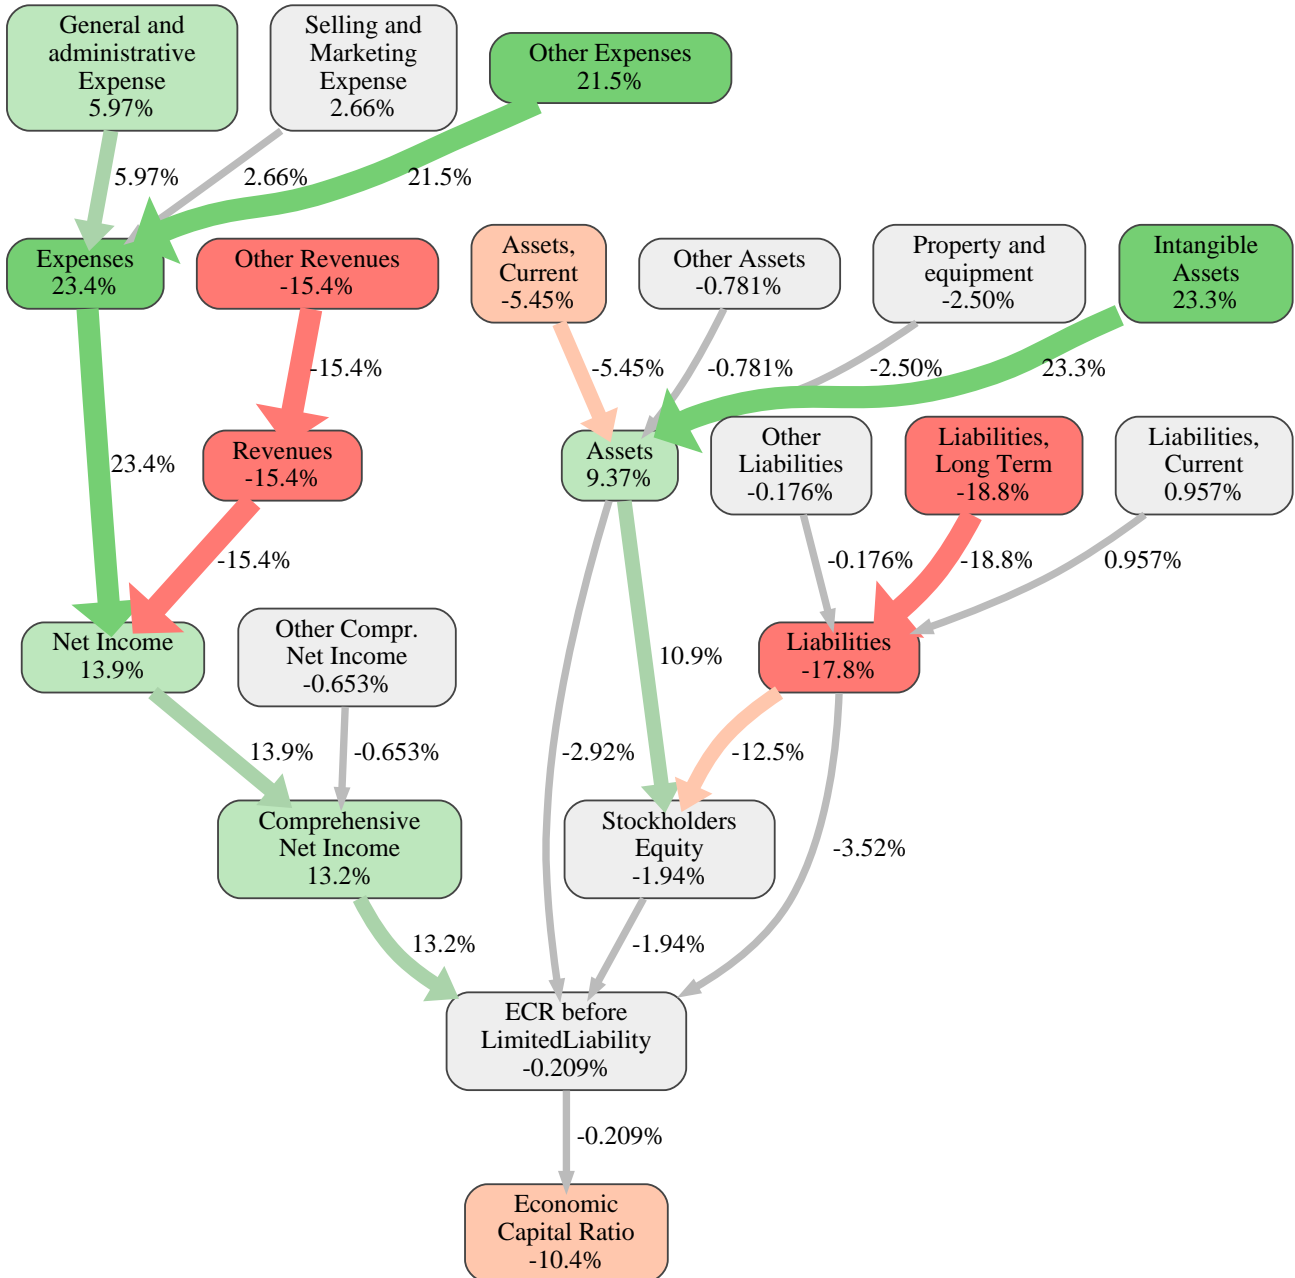 General and
administrative
Expense
5.97%
Selling and
Marketing
Expense
2.66%
Other Expenses
21.5%
5.97%
2.66%
21.5%
Expenses
23.4%
Other Revenues
-15.4%
Assets,
Current
-5.45%
Other Assets
-0.781%
Property and
equipment
-2.50%
Intangible
Assets
23.3%
-15.4%
-5.45%
-0.781%
-2.50%
23.3%
23.4%
Revenues
-15.4%
Assets
9.37%
Other
Liabilities
-0.176%
Liabilities,
Long Term
-18.8%
Liabilities,
Current
0.957%
-15.4%
-0.176%
-18.8%
0.957%
Net Income
13.9%
Other Compr.
Net Income
-0.653%
10.9%
Liabilities
-17.8%
13.9%
-0.653%
-2.92%
-12.5%
Comprehensive
Net Income
13.2%
Stockholders
Equity
-1.94%
-3.52%
13.2%
-1.94%
ECR before
LimitedLiability
-0.209%
-0.209%
Economic
Capital Ratio
-10.4%